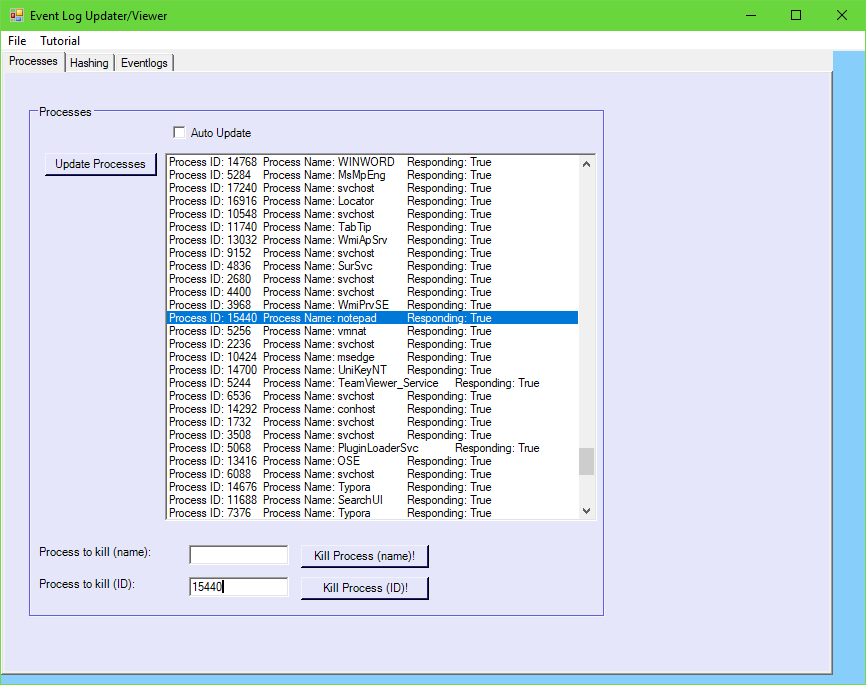 Event Log Updater/Viewer
File Tutorial
Processes Hashing Eventlogs
Processes
Auto Update
Update Processes
Process ID: 14768 Process Name: WINWORD Responding: True
Process ID: 5284 Process Name: MsMpEng Responding: True
Process ID: 17240 Process Name: svchost Responding: True
Process ID: 16916 Process Name: Locator Responding: True
Process ID: 10548 Process Name: svchost Responding: True
Process ID: 11740 Process Name: TabTip Responding: True
Process ID: 13032 Process Name: WmiApSrv Responding: True
Process ID: 9152 Process Name: svchost Responding: True
Process ID: 4836 Process Name: SurSvc Responding: True
Process ID: 2680 Process Name: svchost Responding: True
Process ID: 4400 Process Name: svchost Responding: True
Process ID: 3968 Process Name: WmiPrvSE Responding: True
Process ID: 15440 Process Name: notepad Responding: True
Process ID: 5256 Process Name: vmnat Responding: True
Process ID: 2236 Process Name: svchost Responding: True
Process ID: 10424 Process Name: msedge Responding: True
Process ID: 14700 Process Name: UniKeyNT Responding: True
Process ID: 5244 Process Name: TeamViewer_Service Responding: True
Process ID: 6536 Process Name: svchost Responding: True
Process ID: 14292 Process Name: conhost Responding: True
Process ID: 1732 Process Name: svchost Responding: True
Process ID: 3508 Process Name: svchost Responding: True
Process ID: 5068 Process Name: PluginLoaderSvc Responding: True
Process ID: 13416 Process Name: OSE Responding: True
Process ID: 6088 Process Name: svchost Responding: True
Process ID: 14676 Process Name: Typora Responding: True
Process ID: 11688 Process Name: SearchUI Responding: True
Process ID: 7376 Process Name: Typora Responding: True
Process to kill (name): Kill Process (name)!
Process to kill (ID): 15440 Kill Process (ID)!